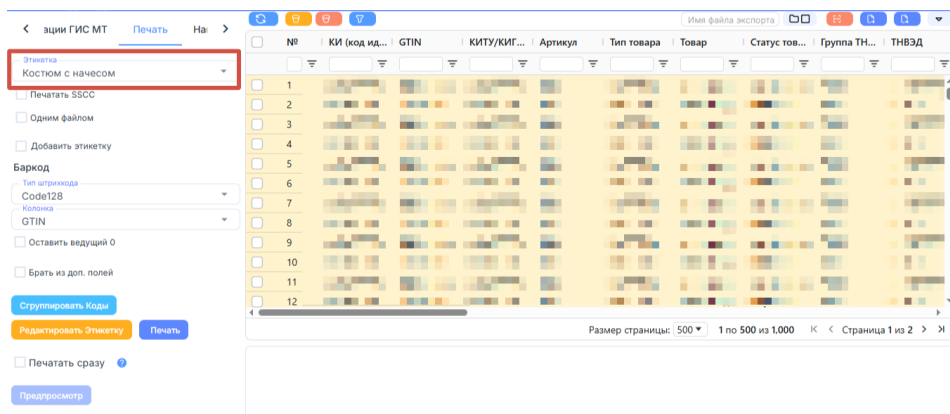 ации ГИС МТ Печать На
Этикетка
Костюм с начесом
Печатать SSCC
Одним файлом
Добавить этикетку
Баркод
Тип штрихкода
Code128
Колонка
GTIN
Оставить ведущий 0
Брать из доп. полей
Сгруппировать Коды
Редактировать Этикетку Печать
Печатать сразу ?
Предпросмотр
Имя файла экспорта
№ КИ (код ид... GTIN КИТУ/КИГ... Артикул Тип товара Товар Статус тов... Группа ТН... ТНВЭД
1
2
3
4
5
6
7
8
9
10
11
12
Размер страницы: 500 1 по 500 из 1,000 Страница 1 из 2